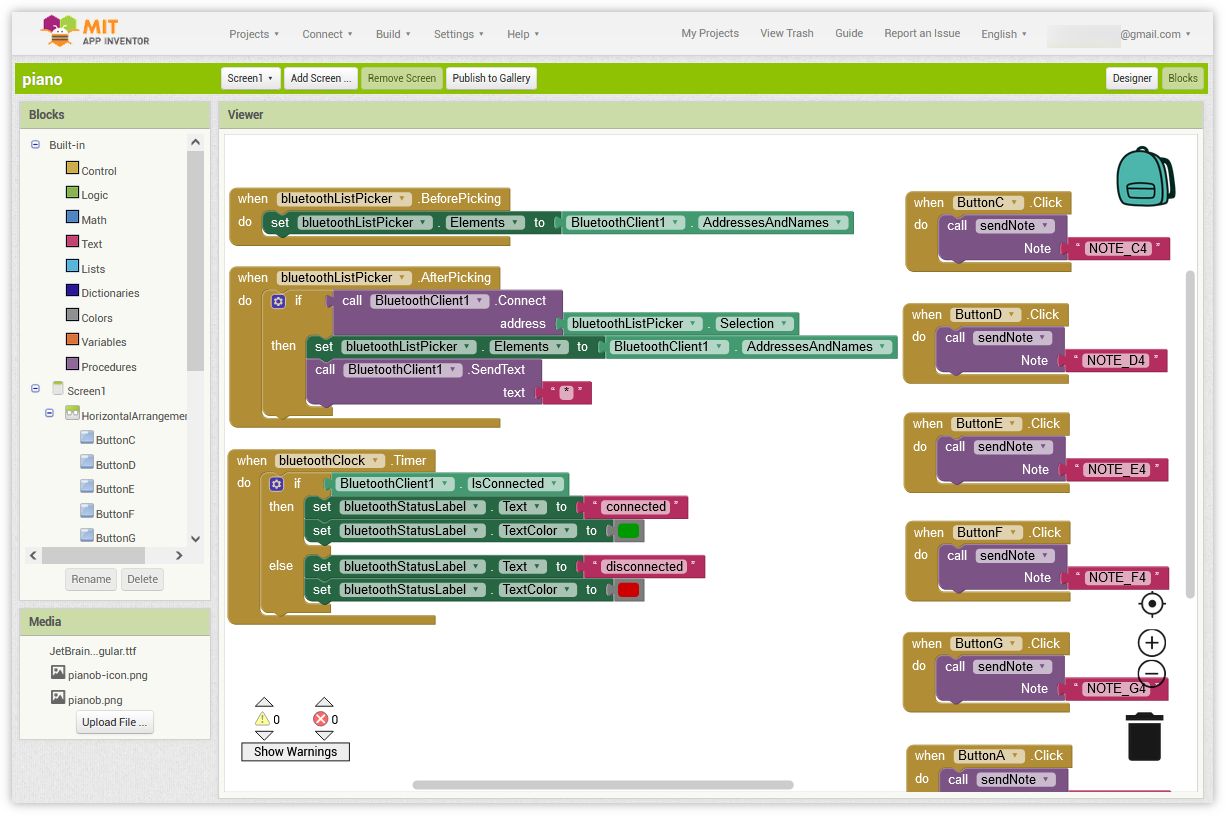 MIT
APP INVENTOR
Projects Connect Build Settings Help My Projects View Trash Guide Report an Issue English @gmail.com
piano Screen1 Add Screen ... Remove Screen Publish to Gallery Designer Blocks
Blocks
Built-in
Control
Logic
Math
Text
Lists
Dictionaries
Colors
Variables
Procedures
Screen1
HorizontalArrangemer
ButtonC
ButtonD
ButtonE
ButtonF
ButtonG
Rename Delete
Media
JetBrain...gular.ttf
pianob-icon.png
pianob.png
Upload File ...
Viewer
when bluetoothListPicker .BeforePicking
do set bluetoothListPicker . Elements to BluetoothClient1 . AddressesAndNames
when bluetoothListPicker .AfterPicking
do if call BluetoothClient1 .Connect
address bluetoothListPicker . Selection
then set bluetoothListPicker . Elements to BluetoothClient1 . AddressesAndNames
call BluetoothClient1 .SendText
text “ * ”
when bluetoothClock .Timer
do if BluetoothClient1 . IsConnected
then set bluetoothStatusLabel . Text to “ connected ”
set bluetoothStatusLabel . TextColor to
else set bluetoothStatusLabel . Text to “ disconnected ”
set bluetoothStatusLabel . TextColor to
when ButtonC .Click
do call sendNote
Note “ NOTE_C4 ”
when ButtonD .Click
do call sendNote
Note “ NOTE_D4 ”
when ButtonE .Click
do call sendNote
Note “ NOTE_E4 ”
when ButtonF .Click
do call sendNote
Note “ NOTE_F4 ”
when ButtonG .Click
do call sendNote
Note “ NOTE_G4 ”
when ButtonA .Click
do call sendNote
0 0
Show Warnings